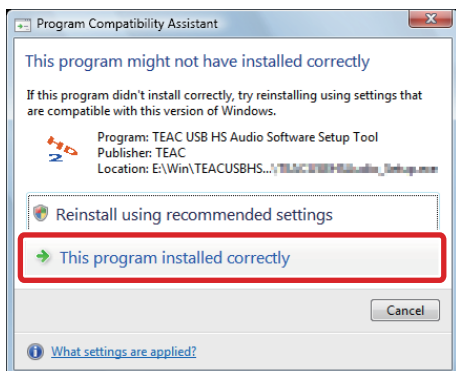 Program Compatibility Assistant
This program might not have installed correctly
If this program didn't install correctly, try reinstalling using settings that
are compatible with this version of Windows.
Program: TEAC USB HS Audio Software Setup Tool
Publisher: TEAC
Location: E:\Win\TEACUSBHS...\
Reinstall using recommended settings
This program installed correctly
Cancel
What settings are applied?